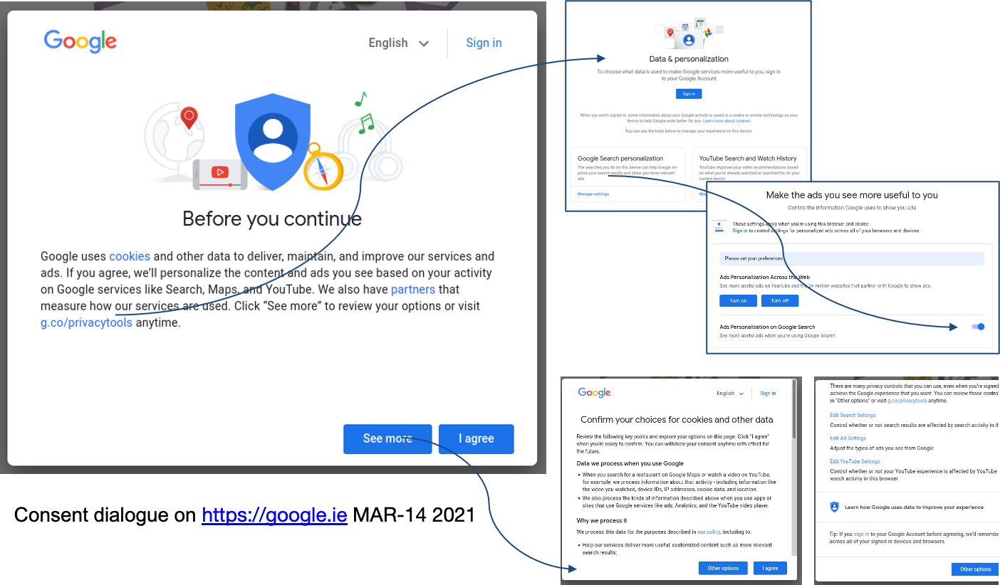 Google
English
Sign in
Before you continue
Google uses cookies and other data to deliver, maintain, and improve our services and
ads. If you agree, we'll personalize the content and ads you see based on your activity
on Google services like Search, Maps, and YouTube. We also have partners that
measure how our services are used. Click “See more” to review your options or visit
g.co/privacytools anytime.
See more
I agree
Consent dialogue on https://google.ie MAR-14 2021
31
Data & personalization
To choose what data is used to make Google services more useful to you, sign in
to your Google Account
Sign in
When you aren't signed in, some information about your Google activity is saved in a cookie or similar technology on your
device to help Google work better for you. Learn more about cookies.
You can use the tools below to manage your experience on this device.
Google Search personalization
The searches you do on this device can help Google im-
prove your search results and show you more relevant
ads
Manage settings
YouTube Search and Watch History
YouTube improves your video recommendations based
on what you've already watched or searched for on your
current device
Ma
Make the ads you see more useful to you
Control the information Google uses to show you ads
These settings apply when you're using this browser and device
Sign in to control settings for personalized ads across all of your browsers and devices
Please set your preferences
Ads Personalization Across the Web
See more useful ads on YouTube and the 2+ million websites that partner with Google to show ads
Turn on
Turn off
Ads Personalization on Google Search
See more useful ads when you're using Google Search
Google
English
Sign in
Confirm your choices for cookies and other data
Review the following key points and explore your options on this page. Click “I agree”
when you're ready to confirm. You can withdraw your consent anytime with effect for
the future.
Data we process when you use Google
• When you search for a restaurant on Google Maps or watch a video on YouTube,
for example, we process information about that activity - including information like
the video you watched, device IDs, IP addresses, cookie data, and location.
• We also process the kinds of information described above when you use apps or
sites that use Google services like ads, Analytics, and the YouTube video player.
Why we process it
We process this data for the purposes described in our policy, including to:
• Help our services deliver more useful, customized content such as more relevant
search results;
Other options
I agree
There are many privacy controls that you can use, even when you're signed
achieve the Google experience that you want. You can review those control
in “Other options” or visit g.co/privacytools anytime.
Edit Search Settings
Control whether or not search results are affected by search activity in th
Edit Ad Settings
Adjust the types of ads you see from Google
Edit YouTube Settings
Control whether or not your YouTube experience is affected by YouTube
watch activity in this browser
Learn how Google uses data to improve your experience
Tip: If you sign in to your Google Account before agreeing, we'll remembe
across all of your signed-in devices and browsers.
Other options